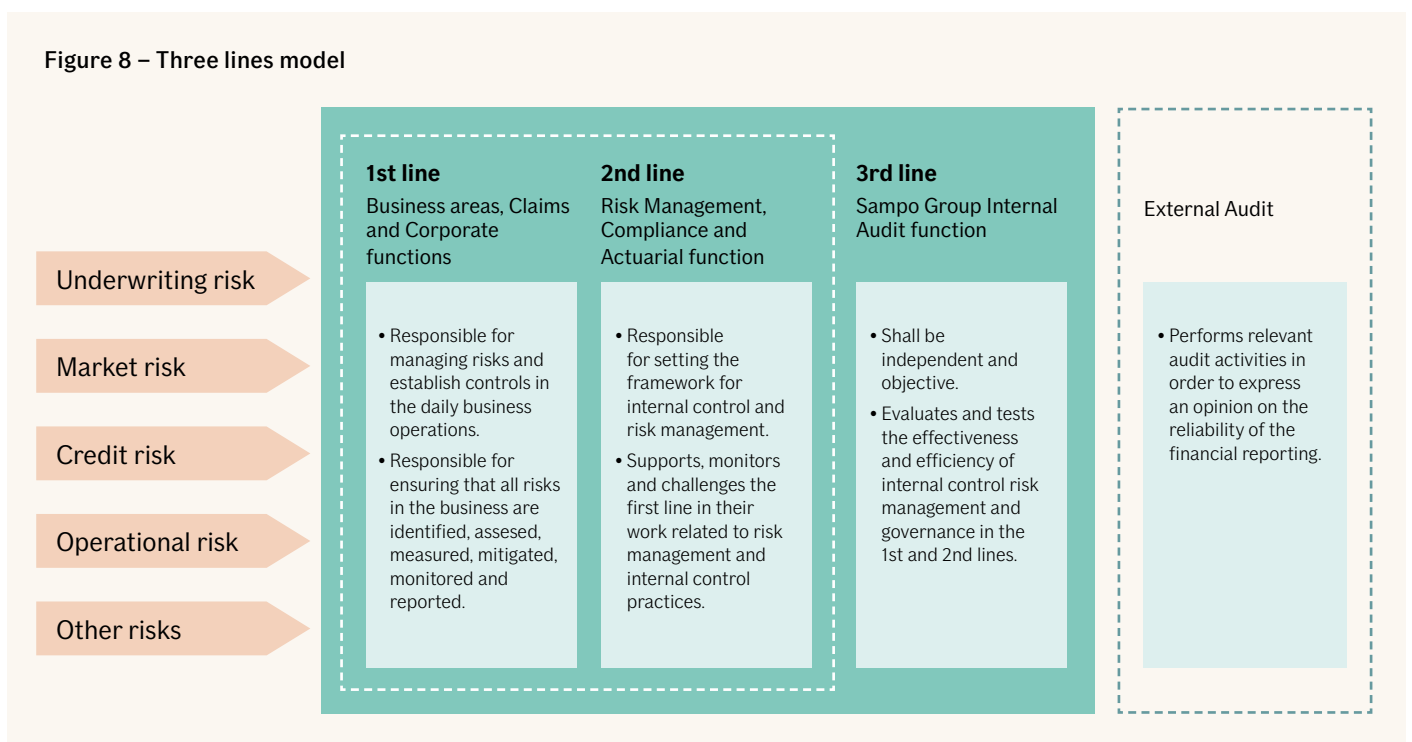 Figure 8 – Three lines model
Underwriting risk
Market risk
Credit risk
Operational risk
Other risks
1st line
Business areas, Claims
and Corporate
functions
• Responsible for
managing risks and
establish controls in
the daily business
operations.
• Responsible for
ensuring that all risks
in the business are
identified, assesed,
measured, mitigated,
monitored and
reported.
2nd line
Risk Management,
Compliance and
Actuarial function
• Responsible
for setting the
framework for
internal control and
risk management.
• Supports, monitors
and challenges the
first line in their
work related to risk
management and
internal control
practices.
3rd line
Sampo Group Internal
Audit function
• Shall be
independent and
objective.
• Evaluates and tests
the effectiveness
and efficiency of
internal control risk
management and
governance in the
1st and 2nd lines.
External Audit
• Performs relevant
audit activities in
order to express
an opinion on the
reliability of the
financial reporting.